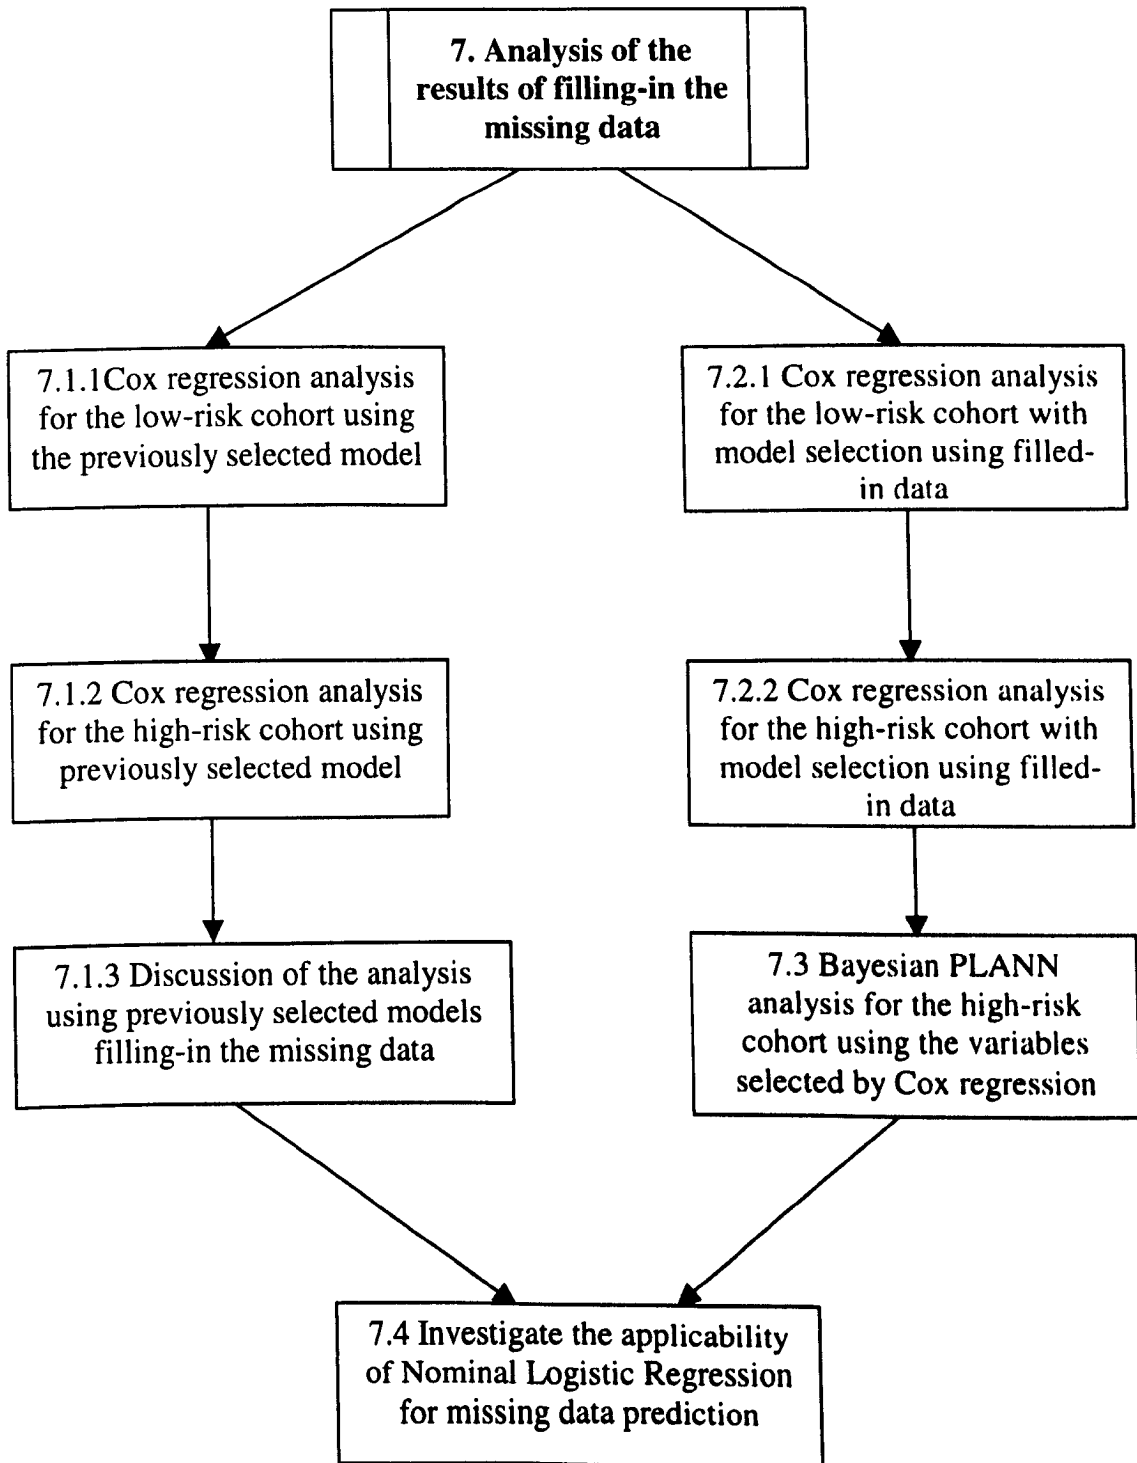 7. Analysis of the
results of filling-in the
missing data
7.1.1Cox regression analysis
for the low-risk cohort using
the previously selected model
7.2.1 Cox regression analysis
for the low-risk cohort with
model selection using filled-
in data
7.1.2 Cox regression analysis
for the high-risk cohort using
previously selected model
7.2.2 Cox regression analysis
for the high-risk cohort with
model selection using filled-
in data
7.1.3 Discussion of the analysis
using previously selected models
filling-in the missing data
7.3 Bayesian PLANN
analysis for the high-risk
cohort using the variables
selected by Cox regression
7.4 Investigate the applicability
of Nominal Logistic Regression
for missing data prediction